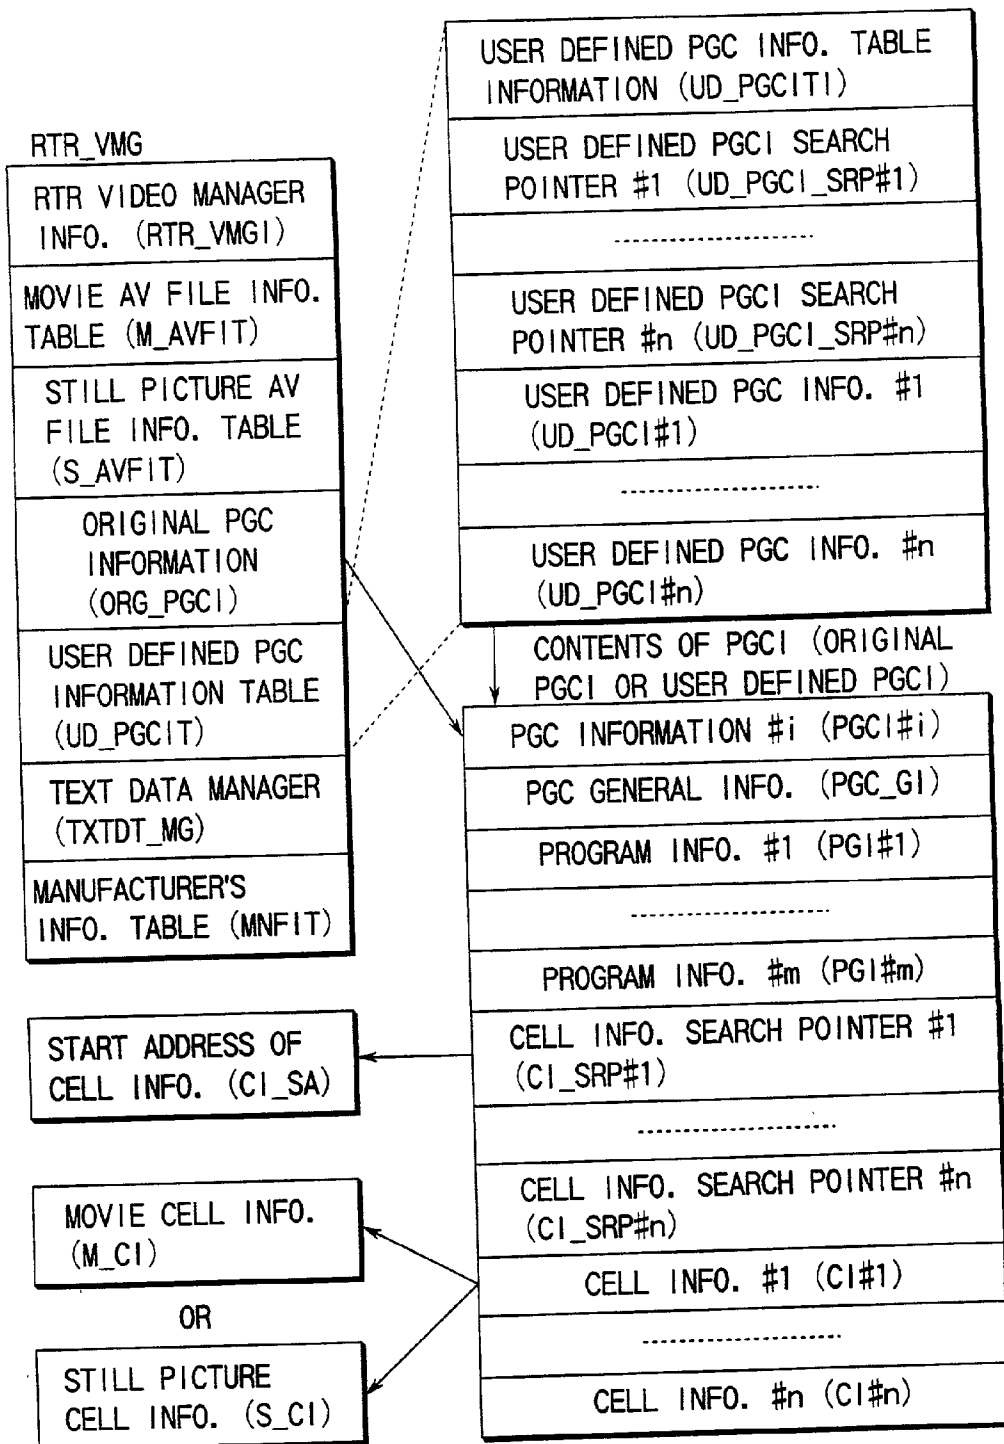 RTR_VMG
RTR VIDEO MANAGER
INFO. (RTR_VMGI)
MOVIE AV FILE INFO.
TABLE (M_AVFIT)
STILL PICTURE AV
FILE INFO. TABLE
(S_AVFIT)
ORIGINAL PGC
INFORMATION
(ORG_PGCI)
USER DEFINED PGC
INFORMATION TABLE
(UD_PGCIT)
TEXT DATA MANAGER
(TXTDT_MG)
MANUFACTURER'S
INFO. TABLE (MNFIT)
USER DEFINED PGC INFO. TABLE
INFORMATION (UD_PGCITI)
USER DEFINED PGCI SEARCH
POINTER #1 (UD_PGCI_SRP#1)
USER DEFINED PGCI SEARCH
POINTER #n (UD_PGCI_SRP#n)
USER DEFINED PGC INFO. #1
(UD_PGCI#1)
USER DEFINED PGC INFO. #n
(UD_PGCI#n)
CONTENTS OF PGCI (ORIGINAL
PGCI OR USER DEFINED PGCI)
PGC INFORMATION #i (PGCI#i)
PGC GENERAL INFO. (PGC_GI)
PROGRAM INFO. #1 (PGI#1)
PROGRAM INFO. #m (PGI#m)
CELL INFO. SEARCH POINTER #1
(CI_SRP#1)
CELL INFO. SEARCH POINTER #n
(CI_SRP#n)
CELL INFO. #1 (CI#1)
CELL INFO. #n (CI#n)
START ADDRESS OF
CELL INFO. (CI_SA)
MOVIE CELL INFO.
(M_CI)
OR
STILL PICTURE
CELL INFO. (S_CI)